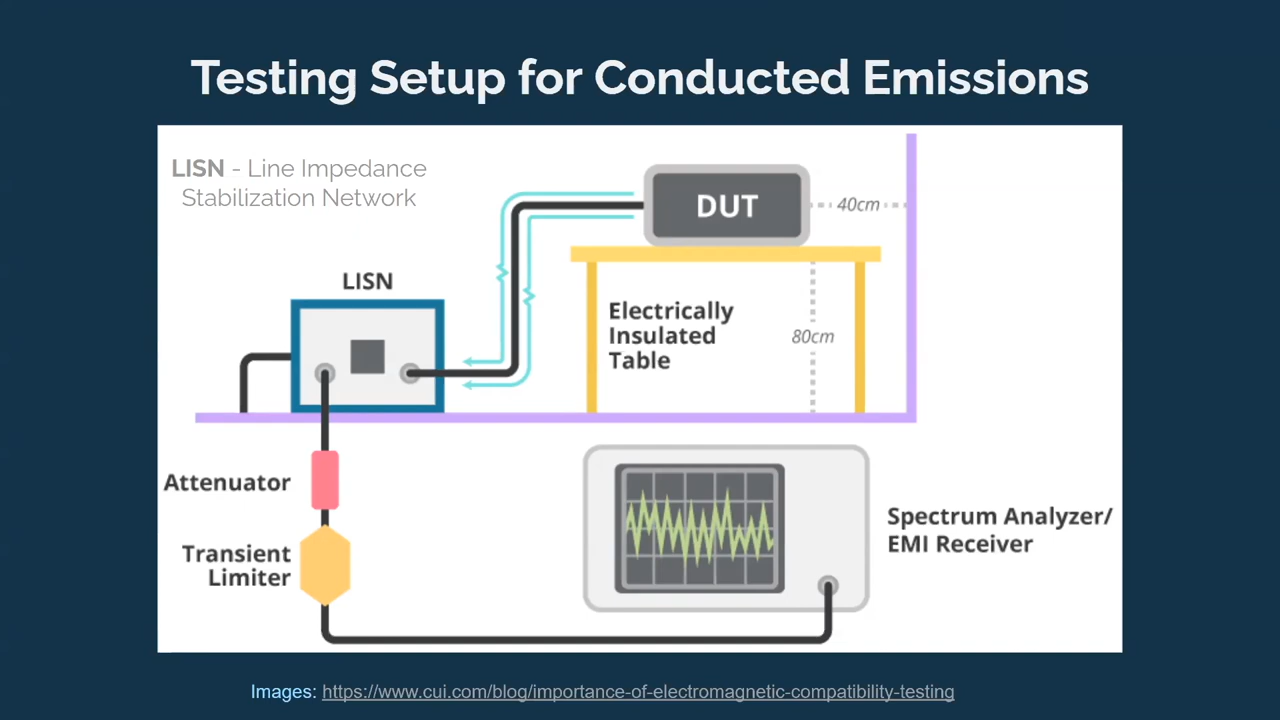 Testing Setup for Conducted Emissions
LISN - Line Impedance
Stabilization Network
DUT
40cm
LISN
Electrically
Insulated
Table
80cm
Attenuator
Transient
Limiter
Spectrum Analyzer/
EMI Receiver
Images: https://www.cui.com/blog/importance-of-electromagnetic-compatibility-testing